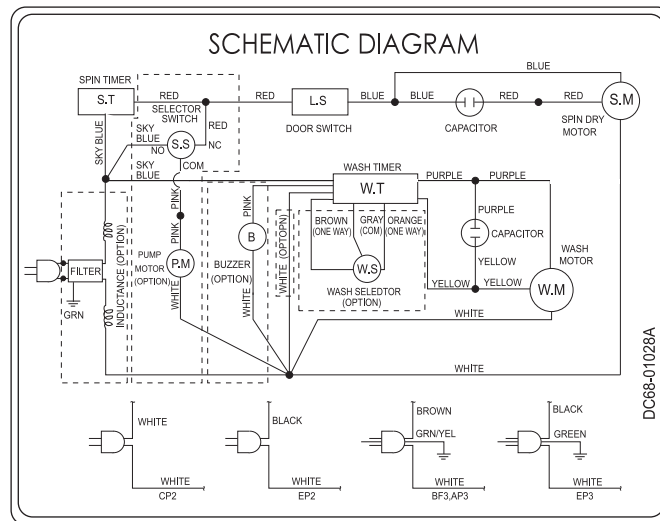 SCHEMATIC DIAGRAM
BLUE
SPIN TIMER
S.T
RED
SELECTOR
SWITCH
RED
RED
L.S
DOOR SWITCH
BLUE
BLUE
CAPACITOR
RED
RED
S.M
SPIN DRY
MOTOR
SKY BLUE
SKY
BLUE
NO
S.S
NC
COM
SKY
BLUE
WASH TIMER
W.T
PURPLE
PURPLE
PINK
PINK
PINK
BROWN
(ONE WAY)
GRAY
(COM)
ORANGE
(ONE WAY)
PURPLE
CAPACITOR
YELLOW
WHITE (OPTOPN)
B
BUZZER
(OPTION)
W.S
WASH SELEDTOR
(OPTION)
YELLOW
YELLOW
WASH
MOTOR
W.M
FILTER
GRN
INDUCTANCE (OPTION)
PUMP
MOTOR
(OPTION)
P.M
WHITE
WHITE
WHITE
WHITE
DC68-01028A
WHITE
WHITE
CP2
BLACK
WHITE
EP2
BROWN
GRN/YEL
WHITE
BF3,AP3
BLACK
GREEN
WHITE
EP3